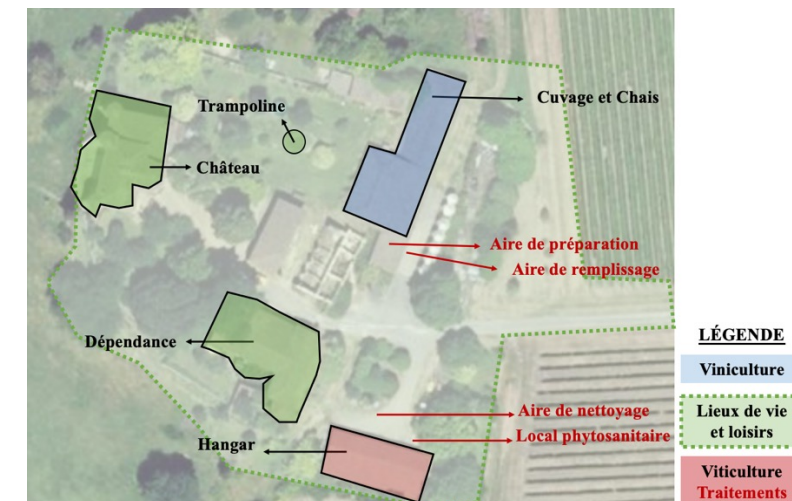 Trampoline
Cuvage et Chais
Château
Aire de préparation
Aire de remplissage
Dépendance
Aire de nettoyage
Local phytosanitaire
Hangar
LÉGENDE
Viniculture
Lieux de vie
et loisirs
Viticulture
Traitements